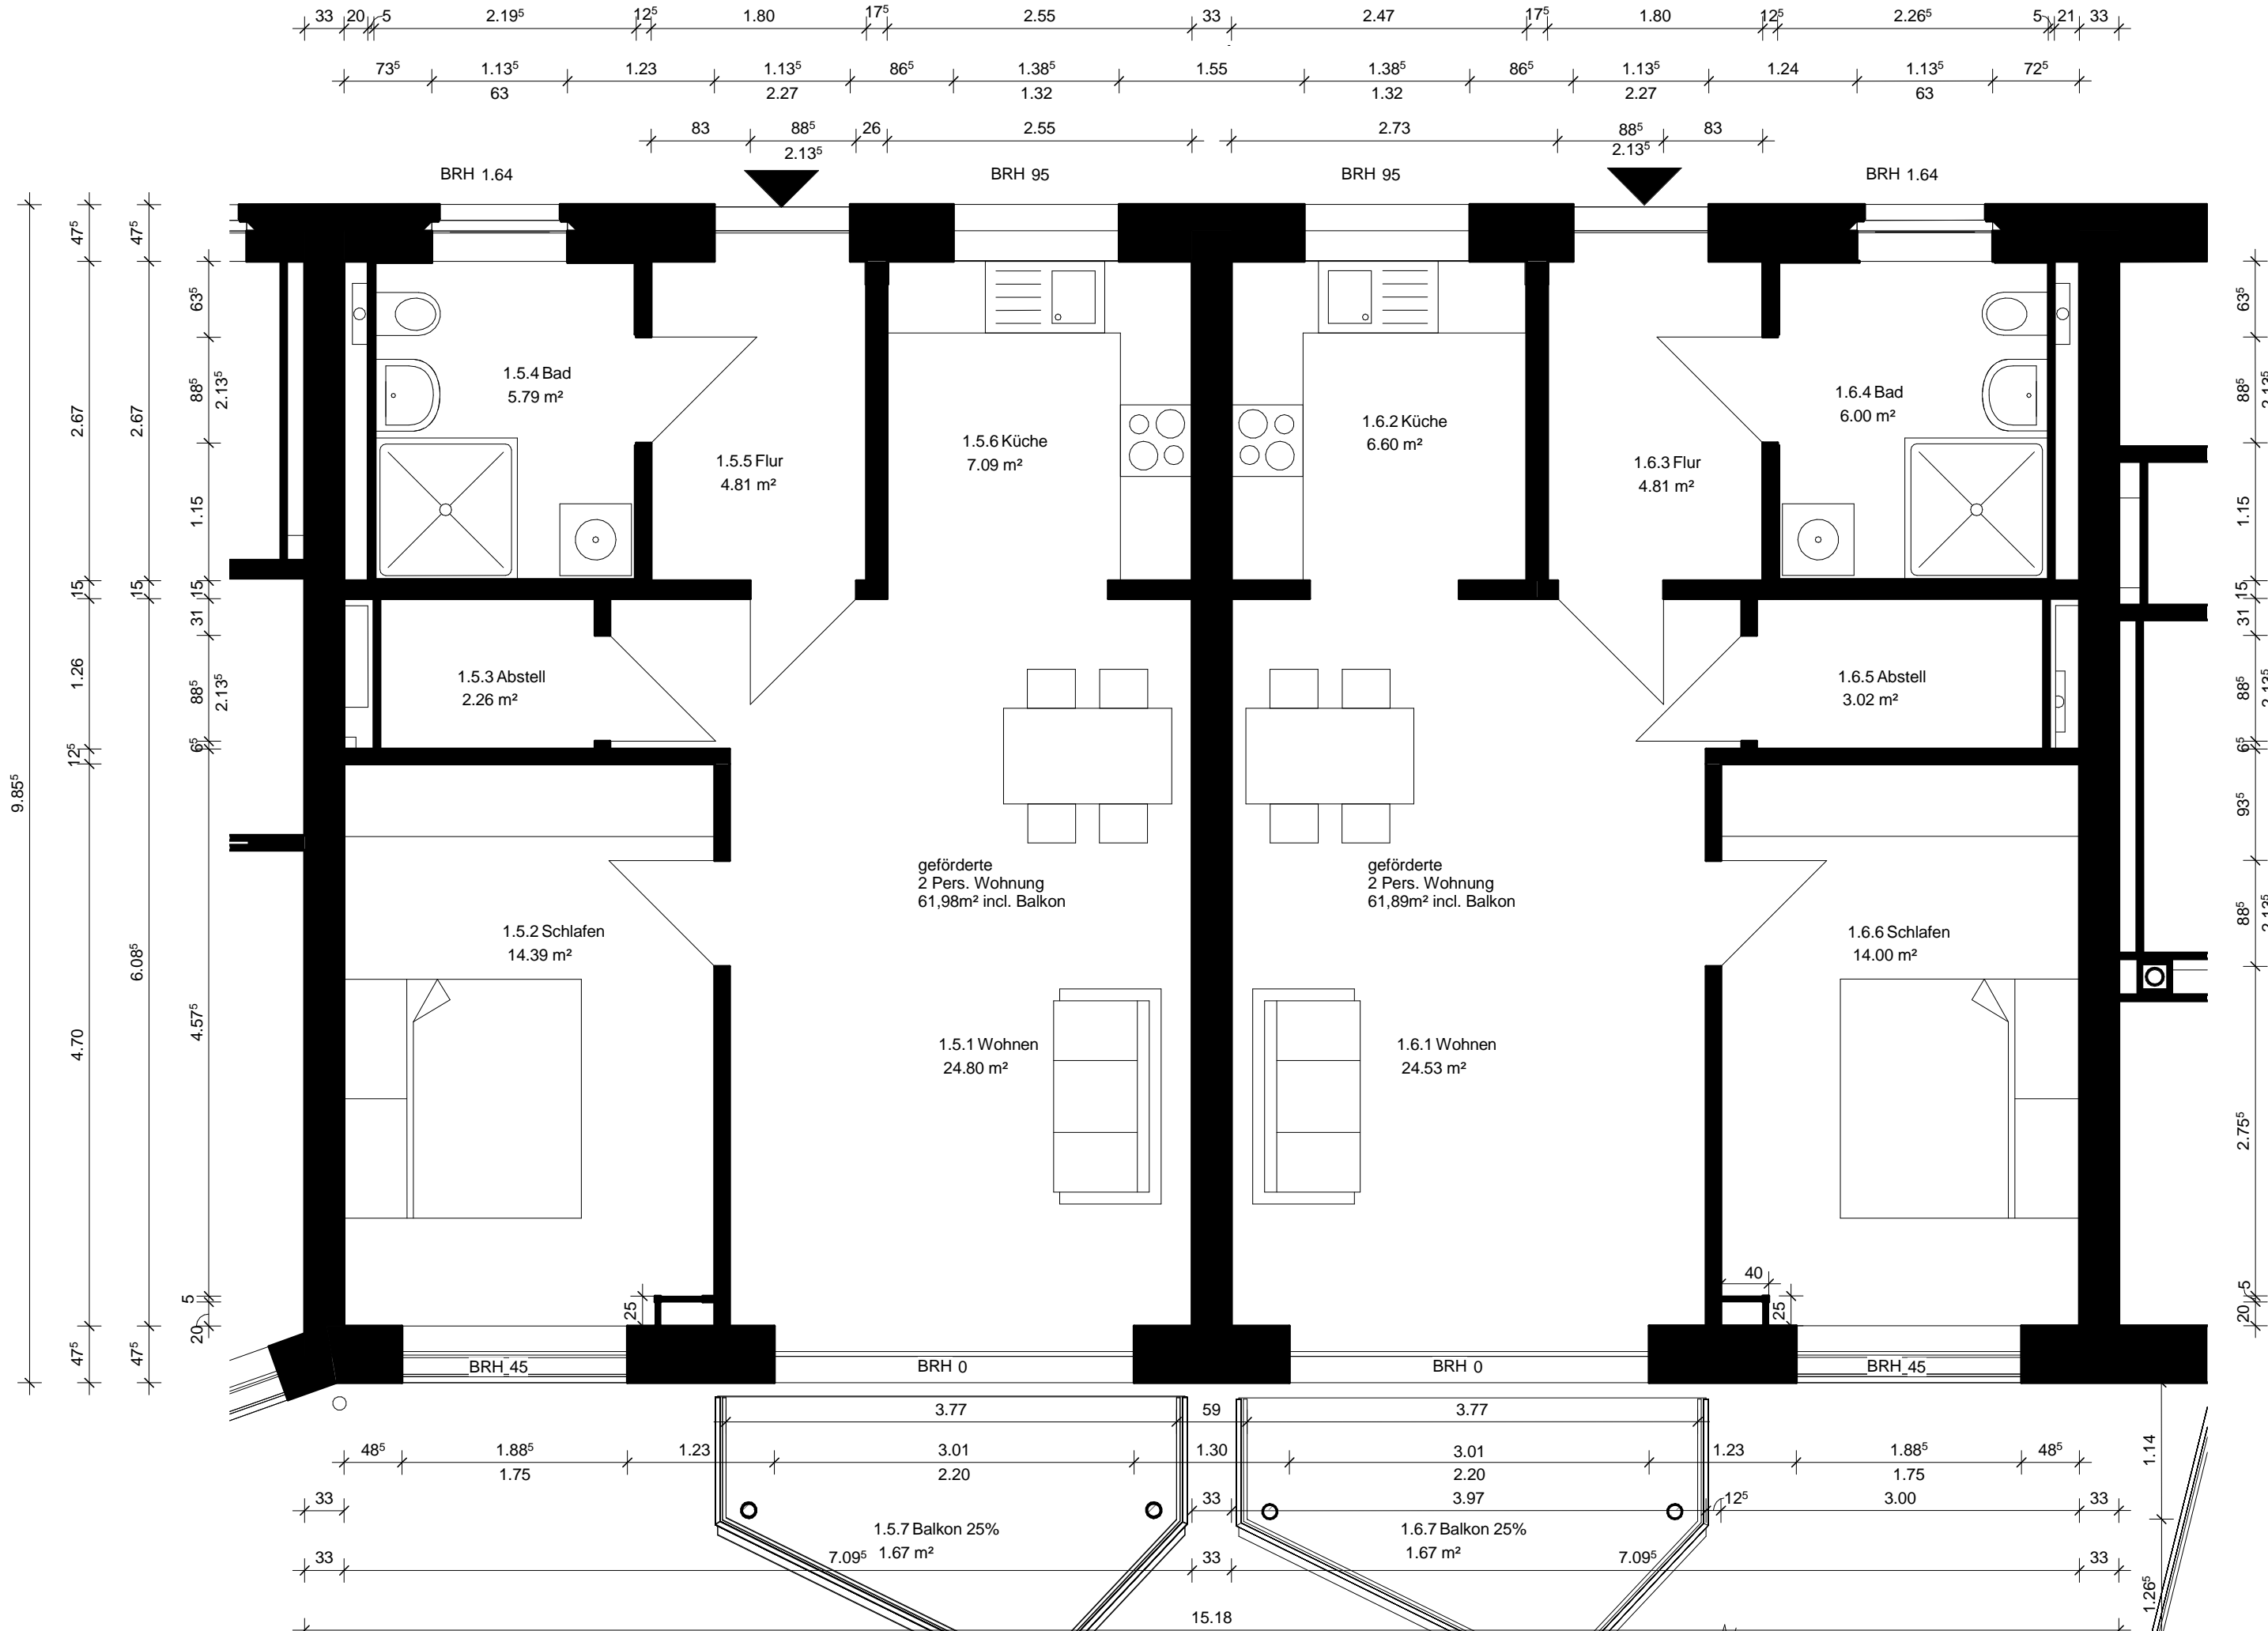 33 20 5 2.19⁵ 12⁵ 1.80 17⁵ 2.55 33 2.47 17⁵ 1.80 12⁵ 2.26⁵ 5 21 33
73⁵ 1.13⁵ 1.23 1.13⁵ 86⁵ 1.38⁵ 1.55 1.38⁵ 86⁵ 1.13⁵ 1.24 1.13⁵ 72⁵
63 2.27 1.32 1.32 2.27 63
83 88⁵ 26 2.55 2.73 88⁵ 83
2.13⁵ 2.13⁵
BRH 1.64 BRH 95 BRH 95 BRH 1.64
9.85⁵
47⁵ 2.67 15 1.26 12⁵ 4.70 47⁵
47⁵ 2.67 15 6.08⁵ 47⁵
63⁵ 88⁵ 1.15 15 31 88⁵ 6⁵ 4.57⁵ 5 20
2.13⁵ 2.13⁵
1.5.4 Bad
5.79 m²
1.5.5 Flur
4.81 m²
1.5.6 Küche
7.09 m²
1.6.2 Küche
6.60 m²
1.6.3 Flur
4.81 m²
1.6.4 Bad
6.00 m²
1.5.3 Abstell
2.26 m²
1.6.5 Abstell
3.02 m²
geförderte
2 Pers. Wohnung
61,98m² incl. Balkon
geförderte
2 Pers. Wohnung
61,89m² incl. Balkon
1.5.2 Schlafen
14.39 m²
1.6.6 Schlafen
14.00 m²
1.5.1 Wohnen
24.80 m²
1.6.1 Wohnen
24.53 m²
63⁵ 88⁵ 1.15 15 31 88⁵ 6⁵ 93⁵ 88⁵ 2.75⁵ 5 20
2.13⁵ 2.13⁵ 2.13⁵
25 40 25
BRH 45 BRH 0 BRH 0 BRH 45
3.77 59 3.77
48⁵ 1.88⁵ 1.23 3.01 1.30 3.01 1.23 1.88⁵ 48⁵
1.75 2.20 2.20 1.75
33 33 3.97 12⁵ 3.00 33
1.5.7 Balkon 25%
1.67 m²
1.6.7 Balkon 25%
1.67 m²
33 7.09⁵ 33 7.09⁵ 33
15.18
1.14 1.26⁵